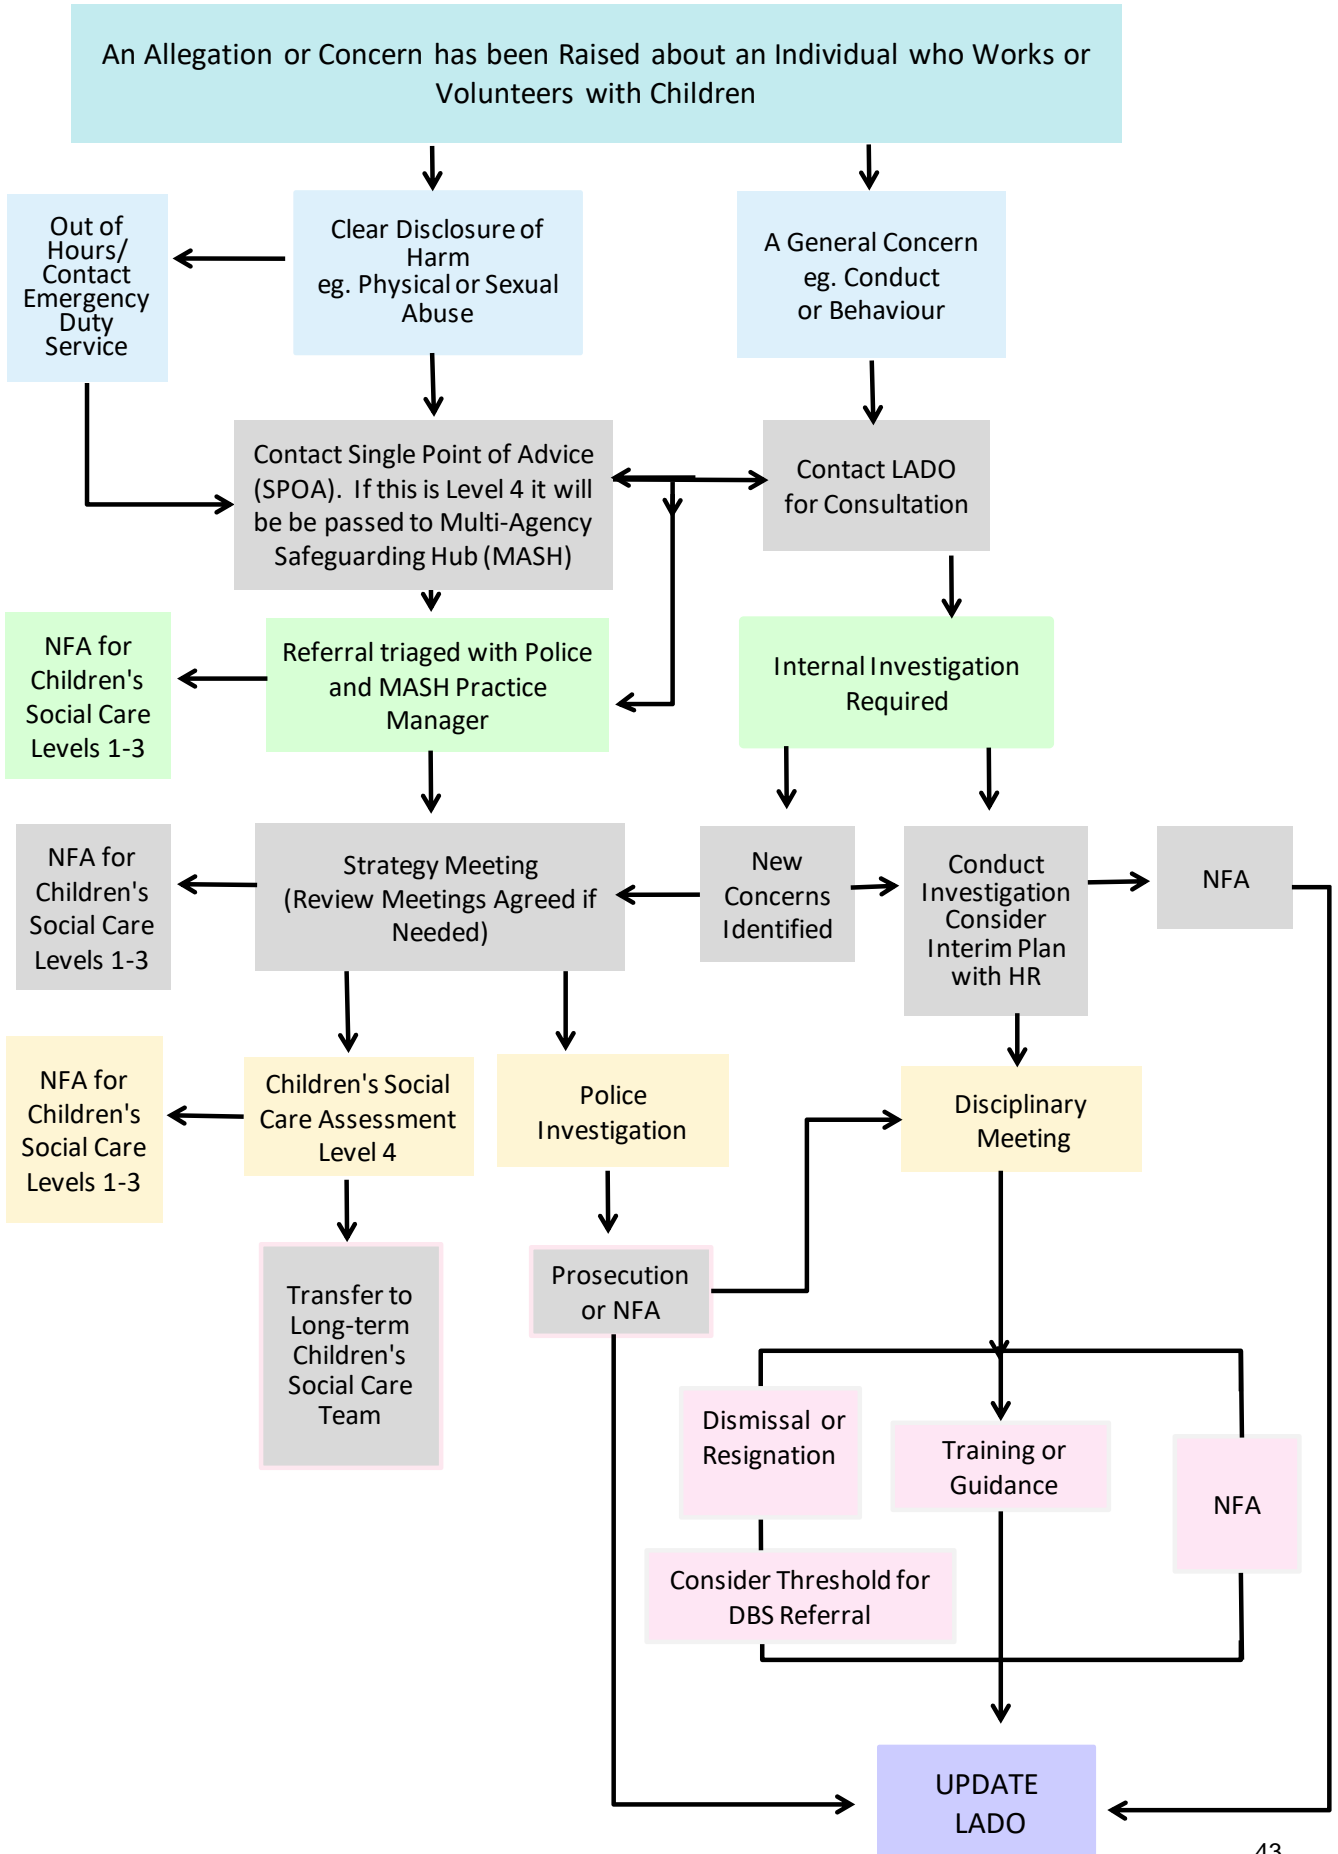 An Allegation or Concern has been Raised about an Individual who Works or
Volunteers with Children
Out of
Hours/
Contact
Emergency
Duty
Service
Clear Disclosure of
Harm
eg. Physical or Sexual
Abuse
A General Concern
eg. Conduct
or Behaviour
Contact Single Point of Advice
(SPOA). If this is Level 4 it will
be be passed to Multi-Agency
Safeguarding Hub (MASH)
Contact LADO
for Consultation
NFA for
Children's
Social Care
Levels 1-3
Referral triaged with Police
and MASH Practice
Manager
Internal Investigation
Required
NFA for
Children's
Social Care
Levels 1-3
Strategy Meeting
(Review Meetings Agreed if
Needed)
New
Concerns
Identified
Conduct
Investigation
Consider
Interim Plan
with HR
NFA
NFA for
Children's
Social Care
Levels 1-3
Children's Social
Care Assessment
Level 4
Police
Investigation
Disciplinary
Meeting
Transfer to
Long-term
Children's
Social Care
Team
Prosecution
or NFA
Dismissal or
Resignation
Training or
Guidance
NFA
Consider Threshold for
DBS Referral
UPDATE
LADO
43